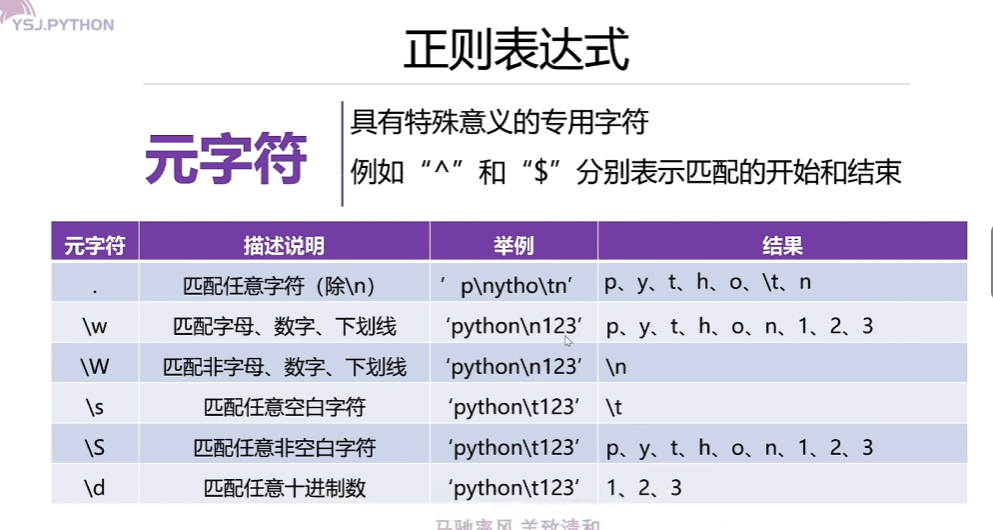 YSJ.PYTHON
正则表达式
元字符
具有特殊意义的专用字符
例如“^”和“$”分别表示匹配的开始和结束
元字符 描述说明 举例 结果
. 匹配任意字符（除\n） ’p\nytho\tn’ p、y、t、h、o、\t、n
\w 匹配字母、数字、下划线 ‘python\n123’ p、y、t、h、o、n、1、2、3
\W 匹配非字母、数字、下划线 ‘python\n123’ \n
\s 匹配任意空白字符 ‘python\t123’ \t
\S 匹配任意非空白字符 ‘python\t123’ p、y、t、h、o、n、1、2、3
\d 匹配任意十进制数 ‘python\t123’ 1、2、3